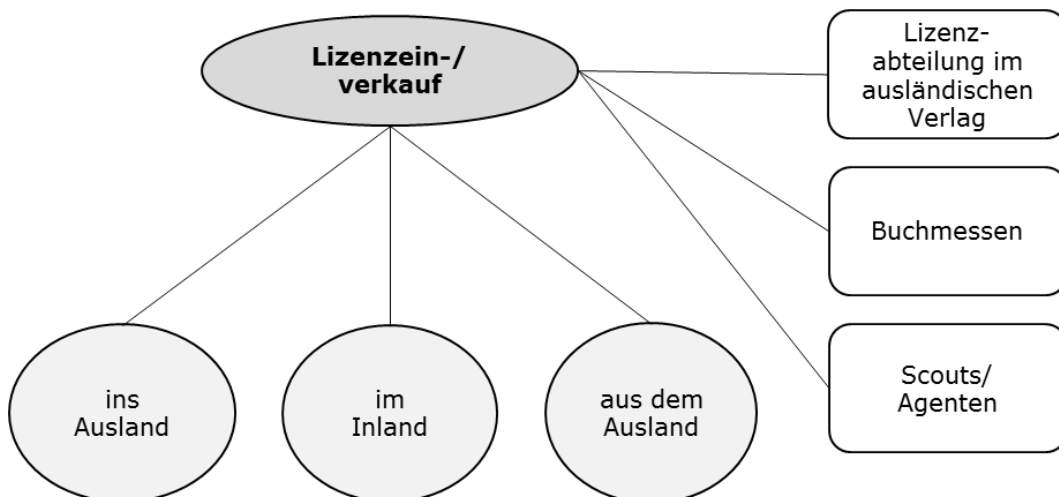 Lizenzein-/
verkauf
Lizenz-
abteilung im
ausländischen
Verlag
Buchmessen
Scouts/
Agenten
ins
Ausland
im
Inland
aus dem
Ausland